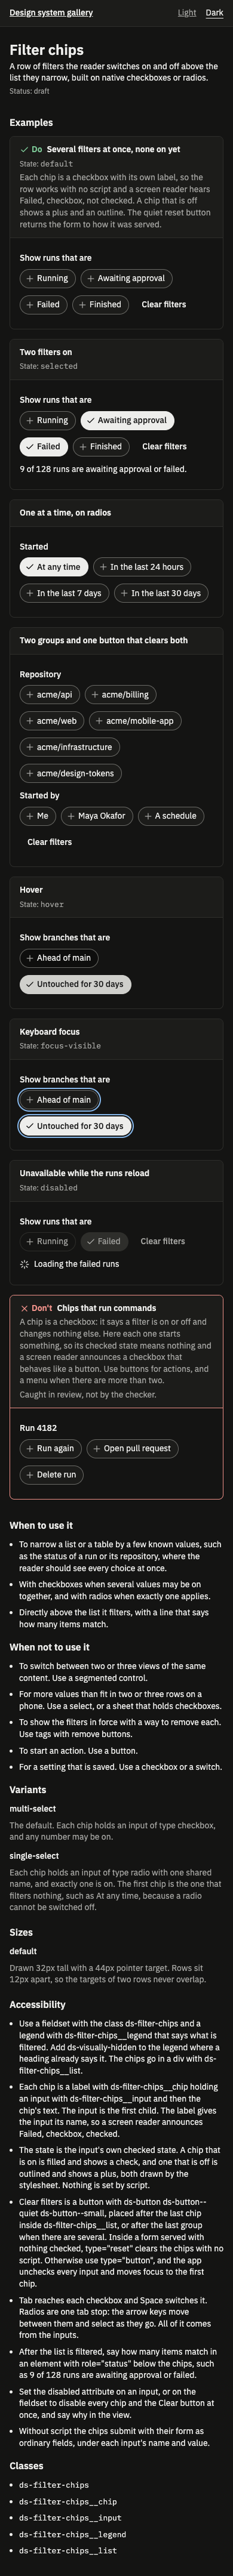 Design system gallery
Light
Dark
Filter chips
A row of filters the reader switches on and off above the
list they narrow, built on native checkboxes or radios.
Status: draft
Examples
Do Several filters at once, none on yet
State: default
Each chip is a checkbox with its own label, so the
row works with no script and a screen reader hears
Failed, checkbox, not checked. A chip that is off
shows a plus and an outline. The quiet reset button
returns the form to how it was served.
Show runs that are
Running
Awaiting approval
Failed
Finished
Clear filters
Two filters on
State: selected
Show runs that are
Running
Awaiting approval
Failed
Finished
Clear filters
9 of 128 runs are awaiting approval or failed.
One at a time, on radios
Started
At any time
In the last 24 hours
In the last 7 days
In the last 30 days
Two groups and one button that clears both
Repository
acme/api
acme/billing
acme/web
acme/mobile-app
acme/infrastructure
acme/design-tokens
Started by
Me
Maya Okafor
A schedule
Clear filters
Hover
State: hover
Show branches that are
Ahead of main
Untouched for 30 days
Keyboard focus
State: focus-visible
Show branches that are
Ahead of main
Untouched for 30 days
Unavailable while the runs reload
State: disabled
Show runs that are
Running
Failed
Clear filters
Loading the failed runs
Don't Chips that run commands
A chip is a checkbox: it says a filter is on or off and
changes nothing else. Here each one starts
something, so its checked state means nothing and
a screen reader announces a checkbox that
behaves like a button. Use buttons for actions, and
a menu when there are more than two.
Caught in review, not by the checker.
Run 4182
Run again
Open pull request
Delete run
When to use it
• To narrow a list or a table by a few known values, such
as the status of a run or its repository, where the
reader should see every choice at once.
• With checkboxes when several values may be on
together, and with radios when exactly one applies.
• Directly above the list it filters, with a line that says
how many items match.
When not to use it
• To switch between two or three views of the same
content. Use a segmented control.
• For more values than fit in two or three rows on a
phone. Use a select, or a sheet that holds checkboxes.
• To show the filters in force with a way to remove each.
Use tags with remove buttons.
• To start an action. Use a button.
• For a setting that is saved. Use a checkbox or a switch.
Variants
multi-select
The default. Each chip holds an input of type checkbox,
and any number may be on.
single-select
Each chip holds an input of type radio with one shared
name, and exactly one is on. The first chip is the one that
filters nothing, such as At any time, because a radio
cannot be switched off.
Sizes
default
Drawn 32px tall with a 44px pointer target. Rows sit
12px apart, so the targets of two rows never overlap.
Accessibility
• Use a fieldset with the class ds-filter-chips and a
legend with ds-filter-chips__legend that says what is
filtered. Add ds-visually-hidden to the legend where a
heading already says it. The chips go in a div with ds-
filter-chips__list.
• Each chip is a label with ds-filter-chips__chip holding
an input with ds-filter-chips__input and then the
chip's text. The input is the first child. The label gives
the input its name, so a screen reader announces
Failed, checkbox, checked.
• The state is the input's own checked state. A chip that
is on is filled and shows a check, and one that is off is
outlined and shows a plus, both drawn by the
stylesheet. Nothing is set by script.
• Clear filters is a button with ds-button ds-button--
quiet ds-button--small, placed after the last chip
inside ds-filter-chips__list, or after the last group
when there are several. Inside a form served with
nothing checked, type="reset" clears the chips with no
script. Otherwise use type="button", and the app
unchecks every input and moves focus to the first
chip.
• Tab reaches each checkbox and Space switches it.
Radios are one tab stop: the arrow keys move
between them and select as they go. All of it comes
from the inputs.
• After the list is filtered, say how many items match in
an element with role="status" below the chips, such
as 9 of 128 runs are awaiting approval or failed.
• Set the disabled attribute on an input, or on the
fieldset to disable every chip and the Clear button at
once, and say why in the view.
• Without script the chips submit with their form as
ordinary fields, under each input's name and value.
Classes
• ds-filter-chips
• ds-filter-chips__chip
• ds-filter-chips__input
• ds-filter-chips__legend
• ds-filter-chips__list